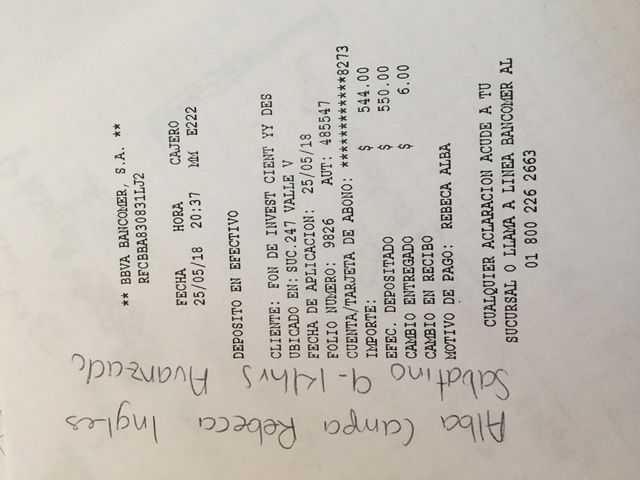 ** BBVA BANCOMER, S.A. **
RFCBBA830831LJ2
FECHA HORA CAJERO
25/05/18 20:37 MM E222
DEPOSITO EN EFECTIVO
CLIENTE: FON DE INVEST CIENT YY DES
UBICADO EN: SUC.247 VALLE V
FECHA DE APLICACION: 25/05/18
FOLIO NUMERO: 9826 AUT: 485547
CUENTA/TARJETA DE ABONO: ************8273
IMPORTE: $ 544.00
EFEC. DEPOSITADO $ 550.00
CAMBIO ENTREGADO $ 6.00
CAMBIO EN RECIBO
MOTIVO DE PAGO: REBECA ALBA
CUALQUIER ACLARACION ACUDE A TU
SUCURSAL O LLAMA A LINEA BANCOMER AL
01 800 226 2663
Alba Campa Rebeca Ingles
Sabatino 9-14hrs Avanzado